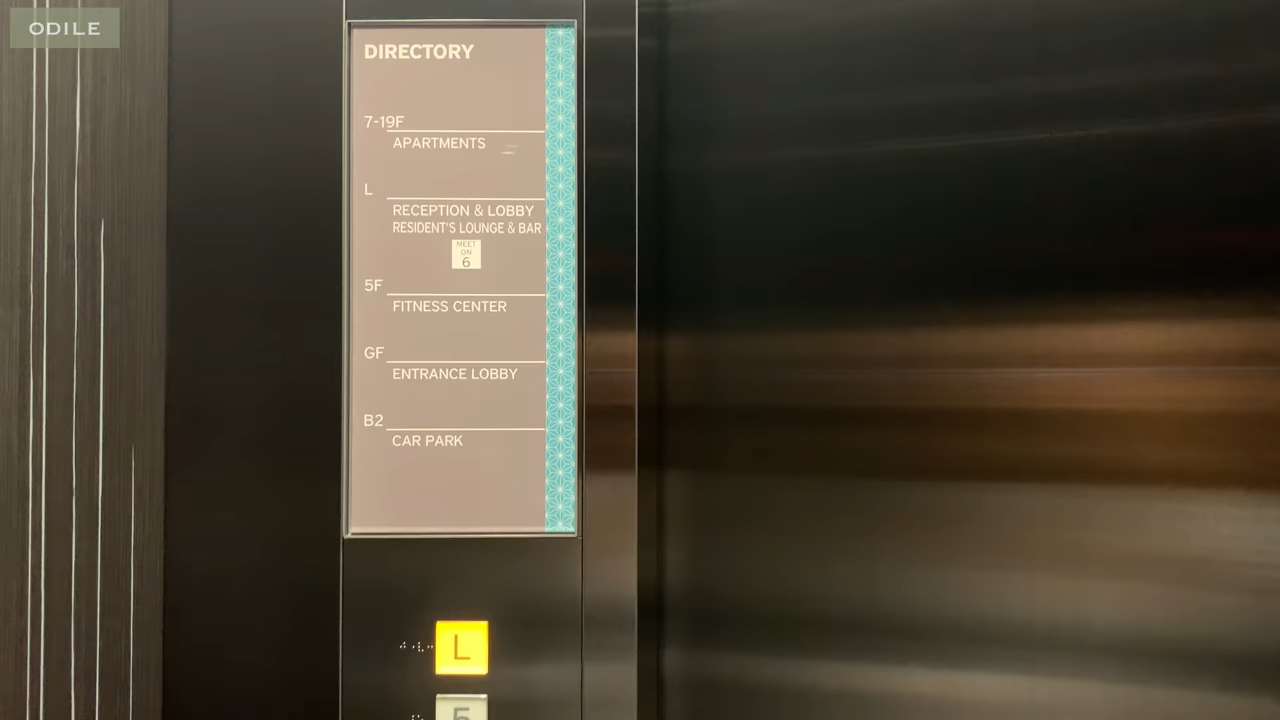 ODILE
DIRECTORY
7-19F
APARTMENTS
L
RECEPTION & LOBBY
RESIDENT'S LOUNGE & BAR
MEET
ON
6
5F
FITNESS CENTER
GF
ENTRANCE LOBBY
B2
CAR PARK
L
5